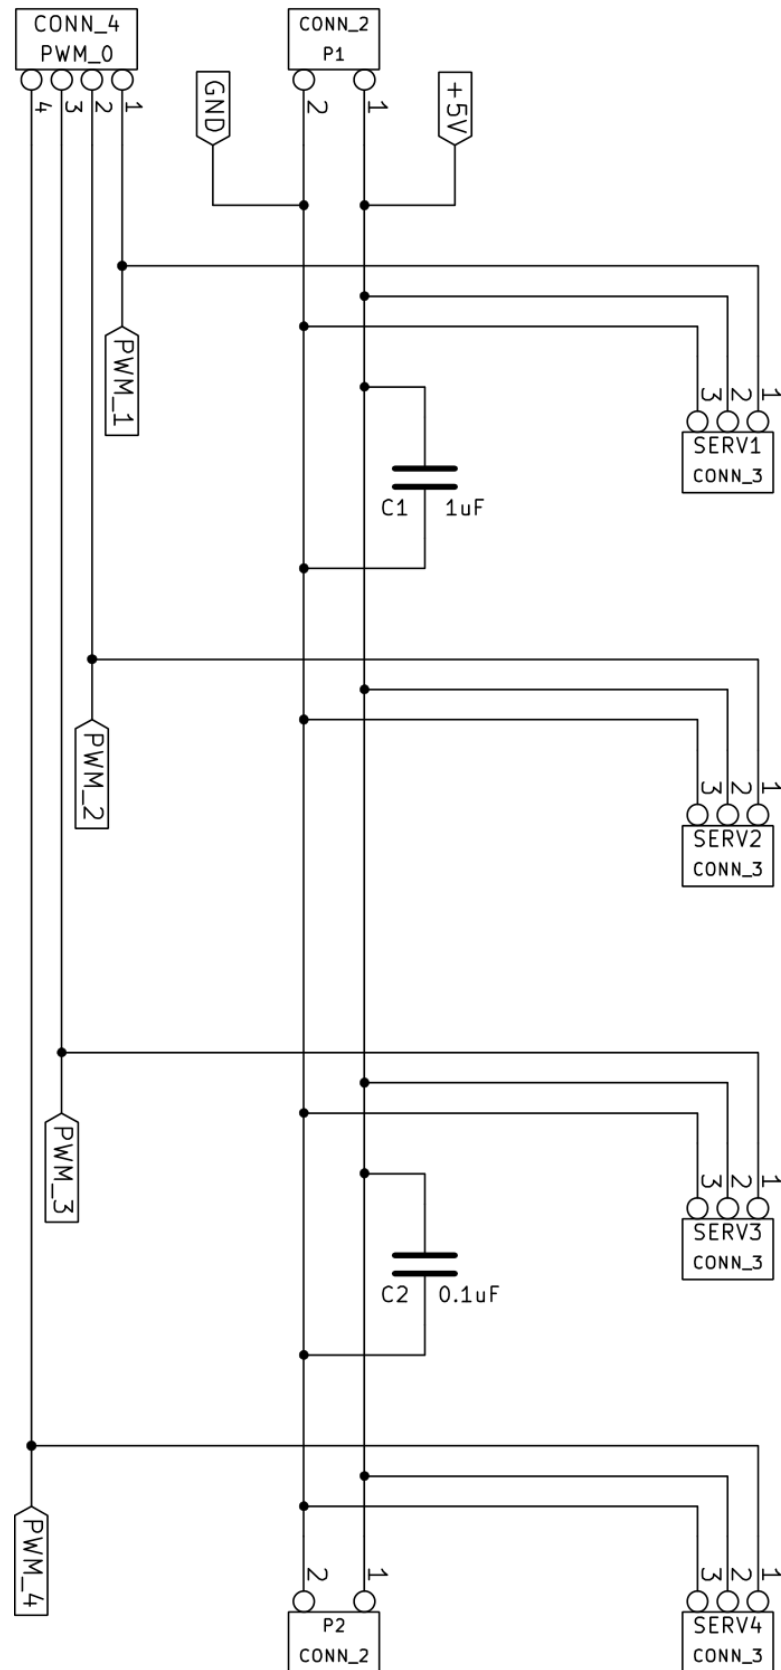 CONN_4
PWM_0
CONN_2
P1
4
3
2
1
GND
2
1
+5V
PWM_1
3
2
1
SERV1
CONN_3
C1 1uF
PWM_2
3
2
1
SERV2
CONN_3
PWM_3
3
2
1
SERV3
CONN_3
C2 0.1uF
PWM_4
2
1
P2
CONN_2
3
2
1
SERV4
CONN_3